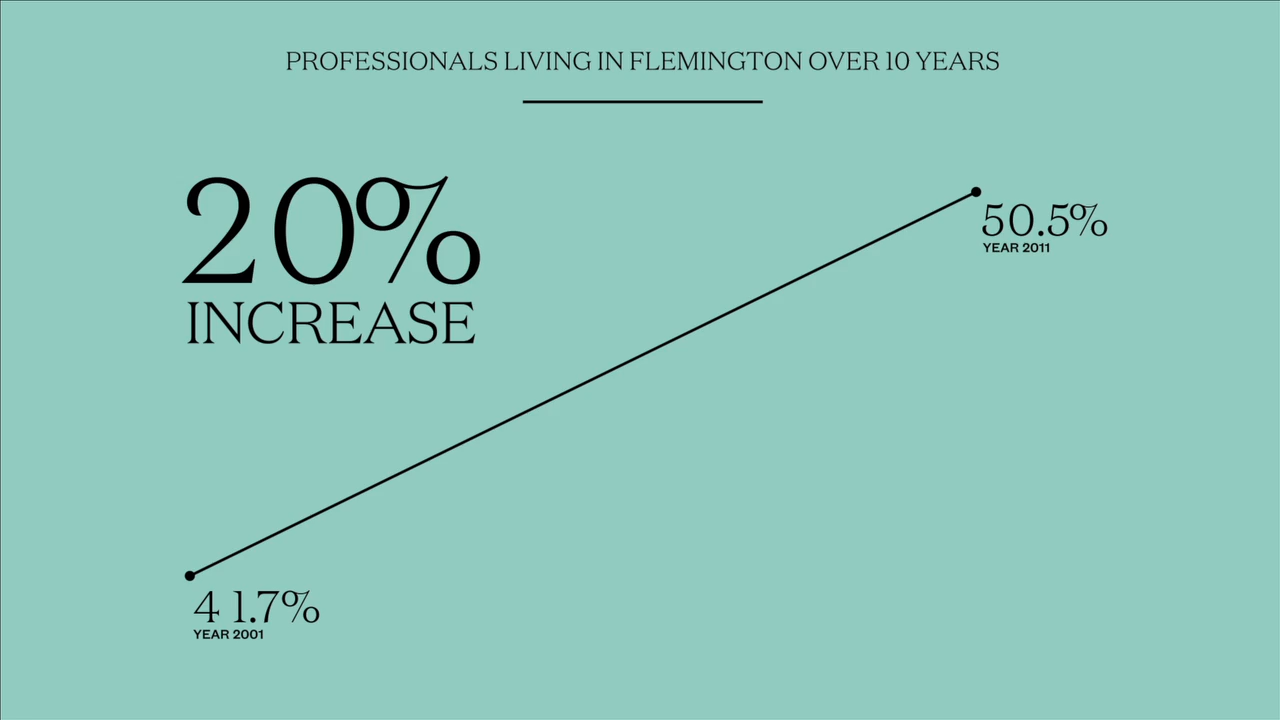 PROFESSIONALS LIVING IN FLEMINGTON OVER 10 YEARS
20%
INCREASE
50.5%
YEAR 2011
41.7%
YEAR 2001